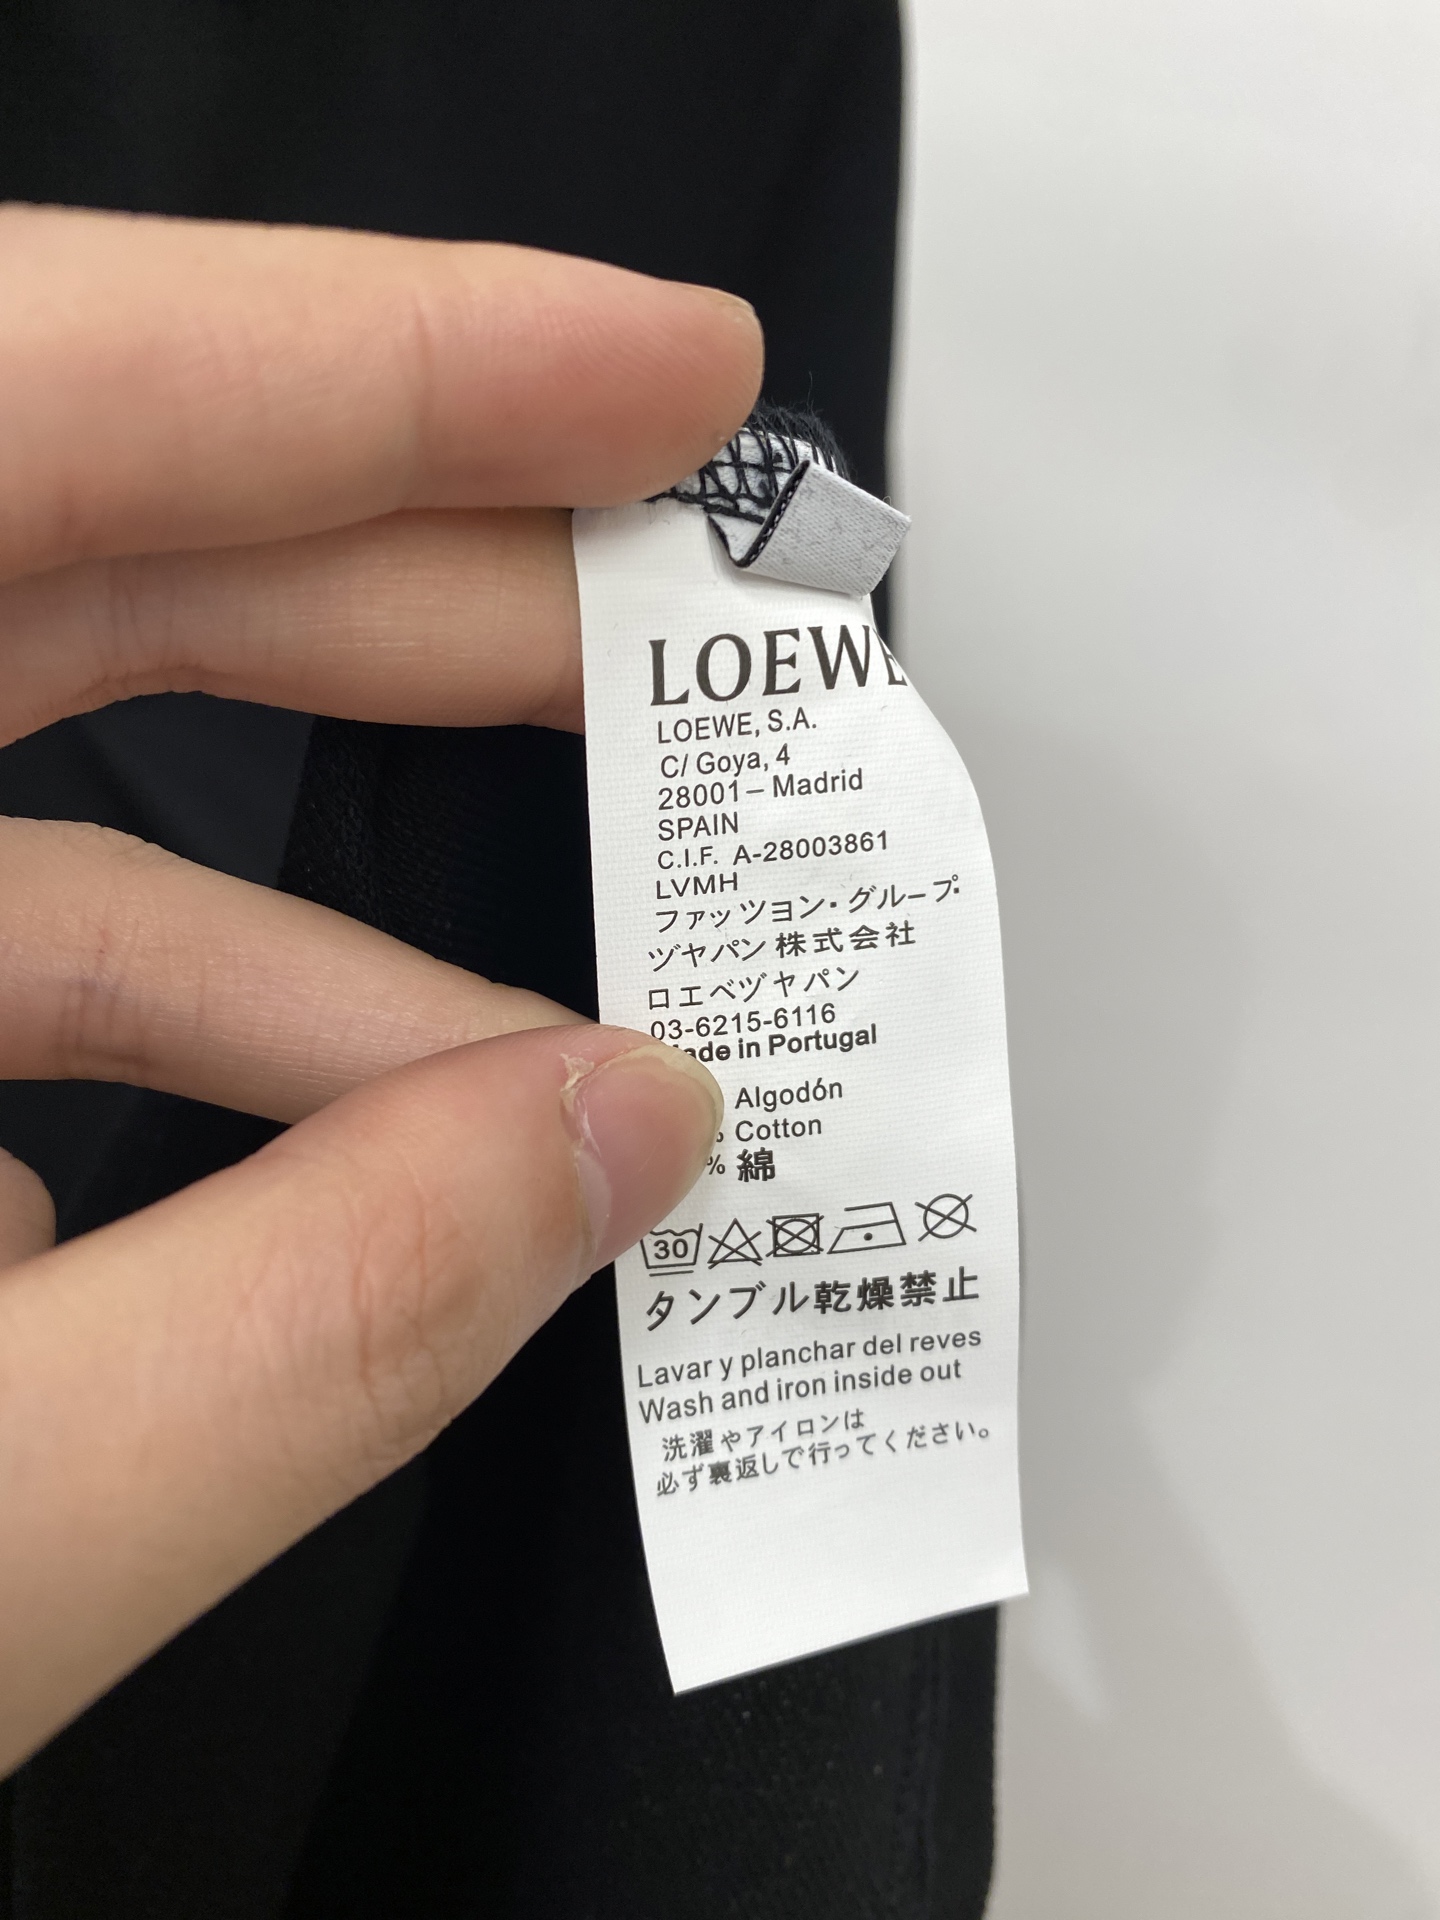 LOEWE
LOEWE, S.A.
C/ Goya, 4
28001 – Madrid
SPAIN
C.I.F. A-28003861
LVMH
ファッツヨン・グループ
ヅヤパン 株式会社
ロエベヅヤパン
03-6215-6116
ade in Portugal
Algodón
% Cotton
% 綿
30
タンブル乾燥禁止
Lavar y planchar del reves
Wash and iron inside out
洗濯やアイロンは
必ず裏返しで行ってください。